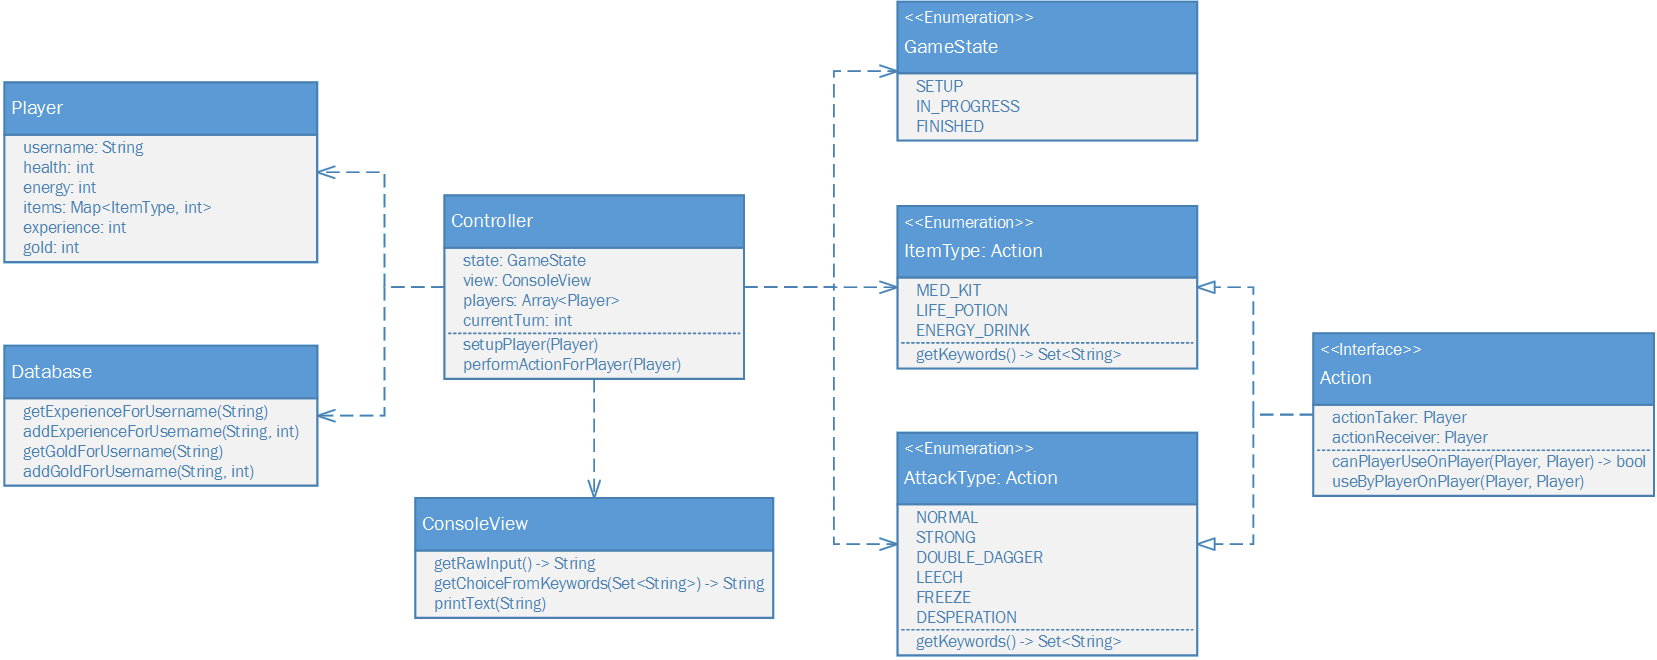 Player
username: String
health: int
energy: int
items: Map<ItemType, int>
experience: int
gold: int
Database
getExperienceForUsername(String)
addExperienceForUsername(String, int)
getGoldForUsername(String)
addGoldForUsername(String, int)
Controller
state: GameState
view: ConsoleView
players: Array<Player>
currentTurn: int
setupPlayer(Player)
performActionForPlayer(Player)
ConsoleView
getRawInput() -> String
getChoiceFromKeywords(Set<String>) -> String
printText(String)
<<Enumeration>>
GameState
SETUP
IN_PROGRESS
FINISHED
<<Enumeration>>
ItemType: Action
MED_KIT
LIFE_POTION
ENERGY_DRINK
getKeywords() -> Set<String>
<<Enumeration>>
AttackType: Action
NORMAL
STRONG
DOUBLE_DAGGER
LEECH
FREEZE
DESPERATION
getKeywords() -> Set<String>
<<Interface>>
Action
actionTaker: Player
actionReceiver: Player
canPlayerUseOnPlayer(Player, Player) -> bool
useByPlayerOnPlayer(Player, Player)